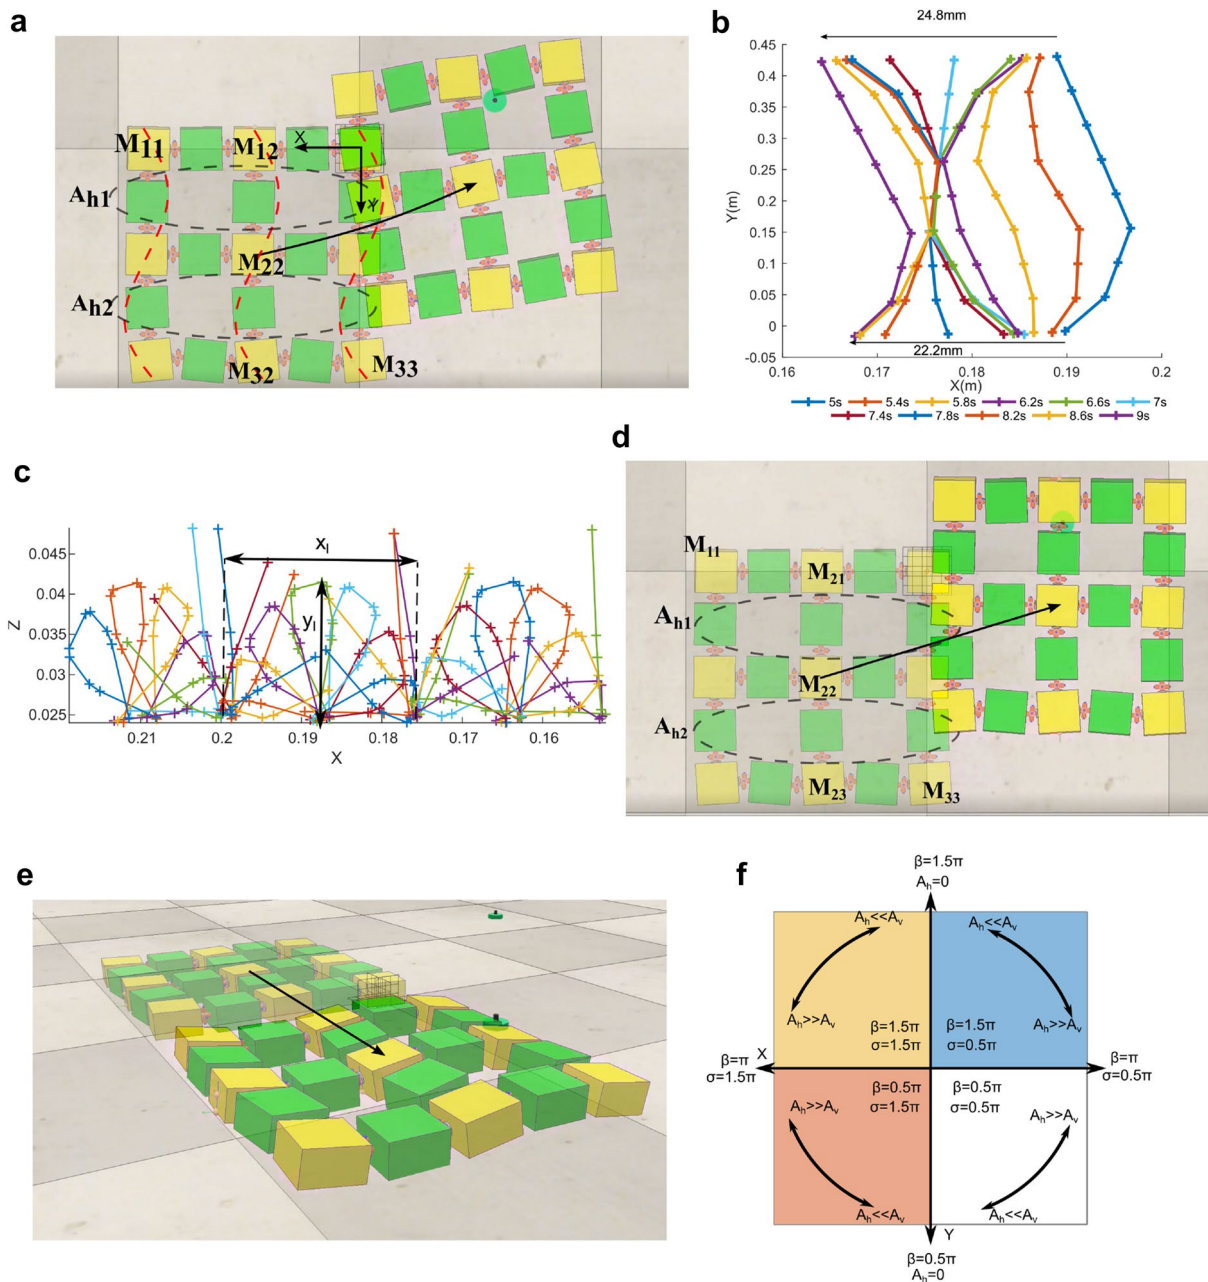 a
M11
M12
X
Ah1
Y
M22
Ah2
M32
M33
b
24.8mm
0.45
0.4
0.35
0.3
0.25
0.2
0.15
0.1
0.05
0
-0.05
Y(m)
22.2mm
0.16 0.17 0.18 0.19 0.2
X(m)
5s 5.4s 5.8s 6.2s 6.6s 7s
7.4s 7.8s 8.2s 8.6s 9s
c
xl
yl
0.045
0.04
0.035
0.03
0.025
Z
0.21 0.2 0.19 0.18 0.17 0.16
X
d
M11
M21
Ah1
M22
Ah2
M23
M33
e
f
β=1.5π
Ah=0
Ah<<Av
Ah<<Av
Ah>>Av
Ah>>Av
β=1.5π
σ=1.5π
β=1.5π
σ=0.5π
β=π
σ=1.5π
X
β=π
σ=0.5π
β=0.5π
σ=1.5π
β=0.5π
σ=0.5π
Ah>>Av
Ah>>Av
Ah<<Av
Ah<<Av
Y
β=0.5π
Ah=0